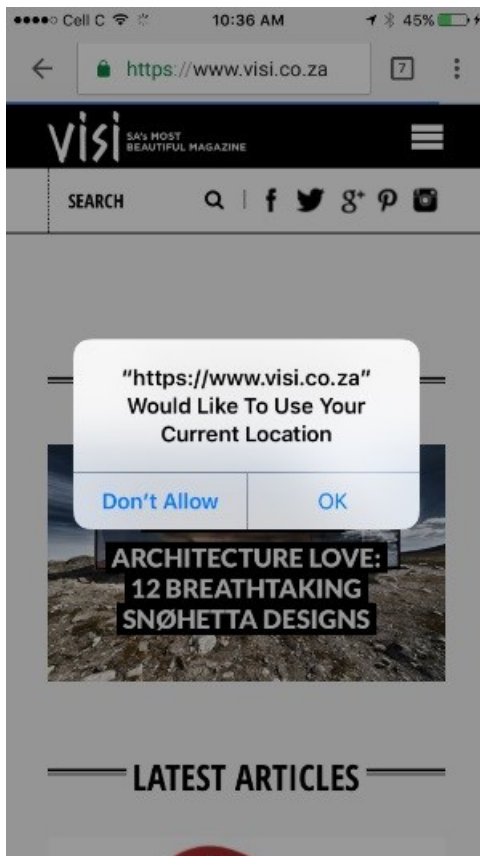 Cell C 10:36 AM 45%
https://www.visi.co.za 7
VISI SA's MOST
BEAUTIFUL MAGAZINE
SEARCH f g+
"https://www.visi.co.za"
Would Like To Use Your
Current Location
Don't Allow OK
ARCHITECTURE LOVE:
12 BREATHTAKING
SNØHETTA DESIGNS
LATEST ARTICLES